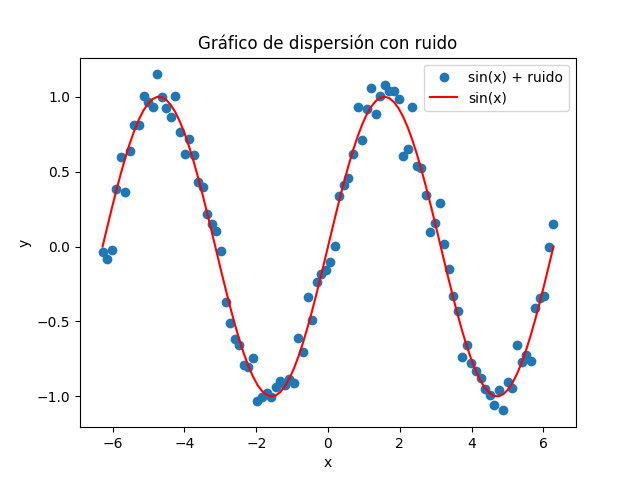 Gráfico de dispersión con ruido
sin(x) + ruido
sin(x)
1.0
0.5
0.0
−0.5
−1.0
y
−6
−4
−2
0
2
4
6
x